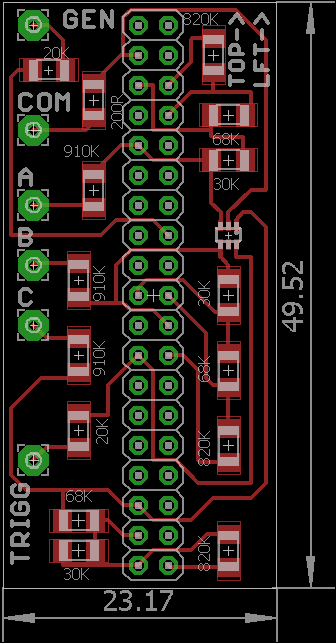 GEN
820K
TOP->
LFT->
20K
COM
200R
68K
910K
30K
A
B
910K
30K
C
910K
68K
20K
820K
TRIGG
68K
820K
30K
49.52
23.17